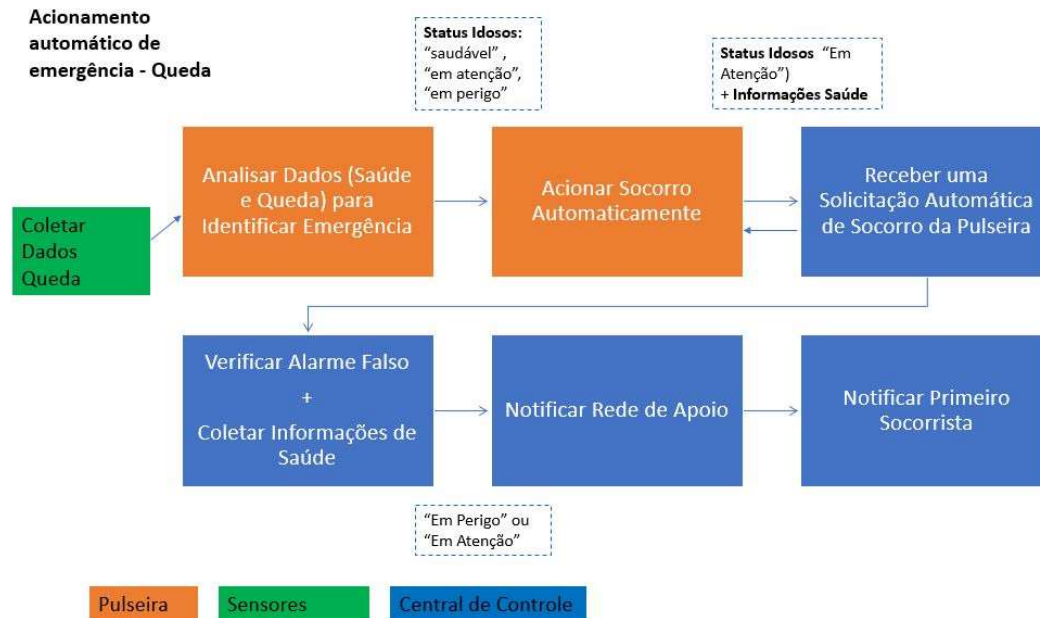 Acionamento
automático de
emergência - Queda
Status Idosos:
“saudável” ,
“em atenção”,
“em perigo”
Status Idosos “Em
Atenção”)
+ Informações Saúde
Coletar
Dados
Queda
Analisar Dados (Saúde
e Queda) para
Identificar Emergência
Acionar Socorro
Automaticamente
Receber uma
Solicitação Automática
de Socorro da Pulseira
Verificar Alarme Falso
+
Coletar Informações de
Saúde
Notificar Rede de Apoio
Notificar Primeiro
Socorrista
“Em Perigo” ou
“Em Atenção”
Pulseira
Sensores
Central de Controle